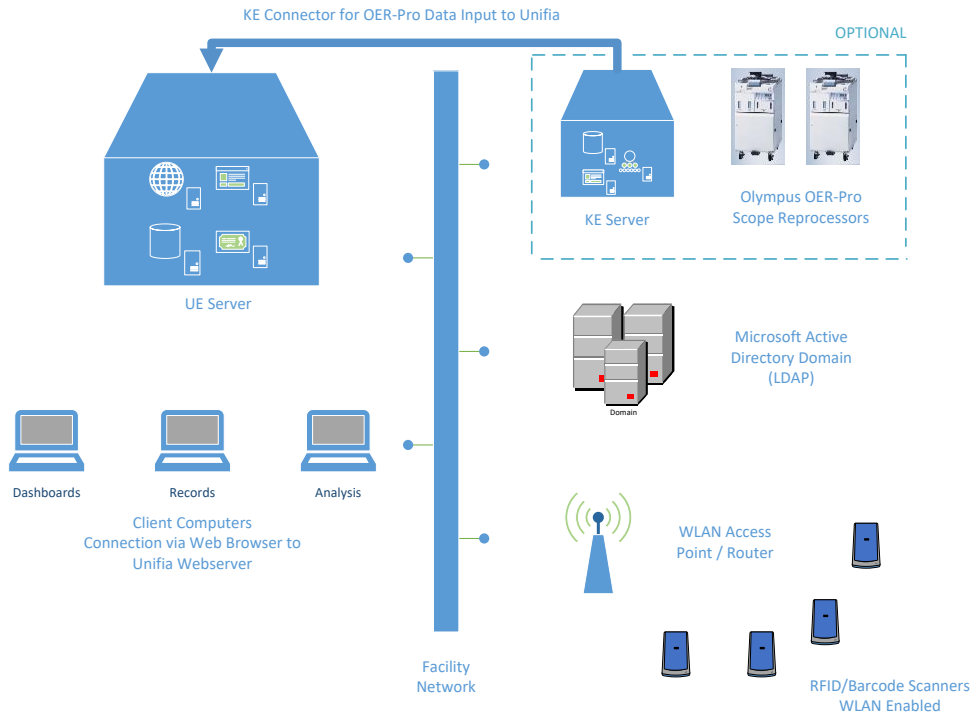 KE Connector for OER-Pro Data Input to Unifia
OPTIONAL
UE Server
KE Server
Olympus OER-Pro
Scope Reprocessors
Microsoft Active
Directory Domain
(LDAP)
Domain
Dashboards
Records
Analysis
Client Computers
Connection via Web Browser to
Unifia Webserver
WLAN Access
Point / Router
Facility
Network
RFID/Barcode Scanners
WLAN Enabled